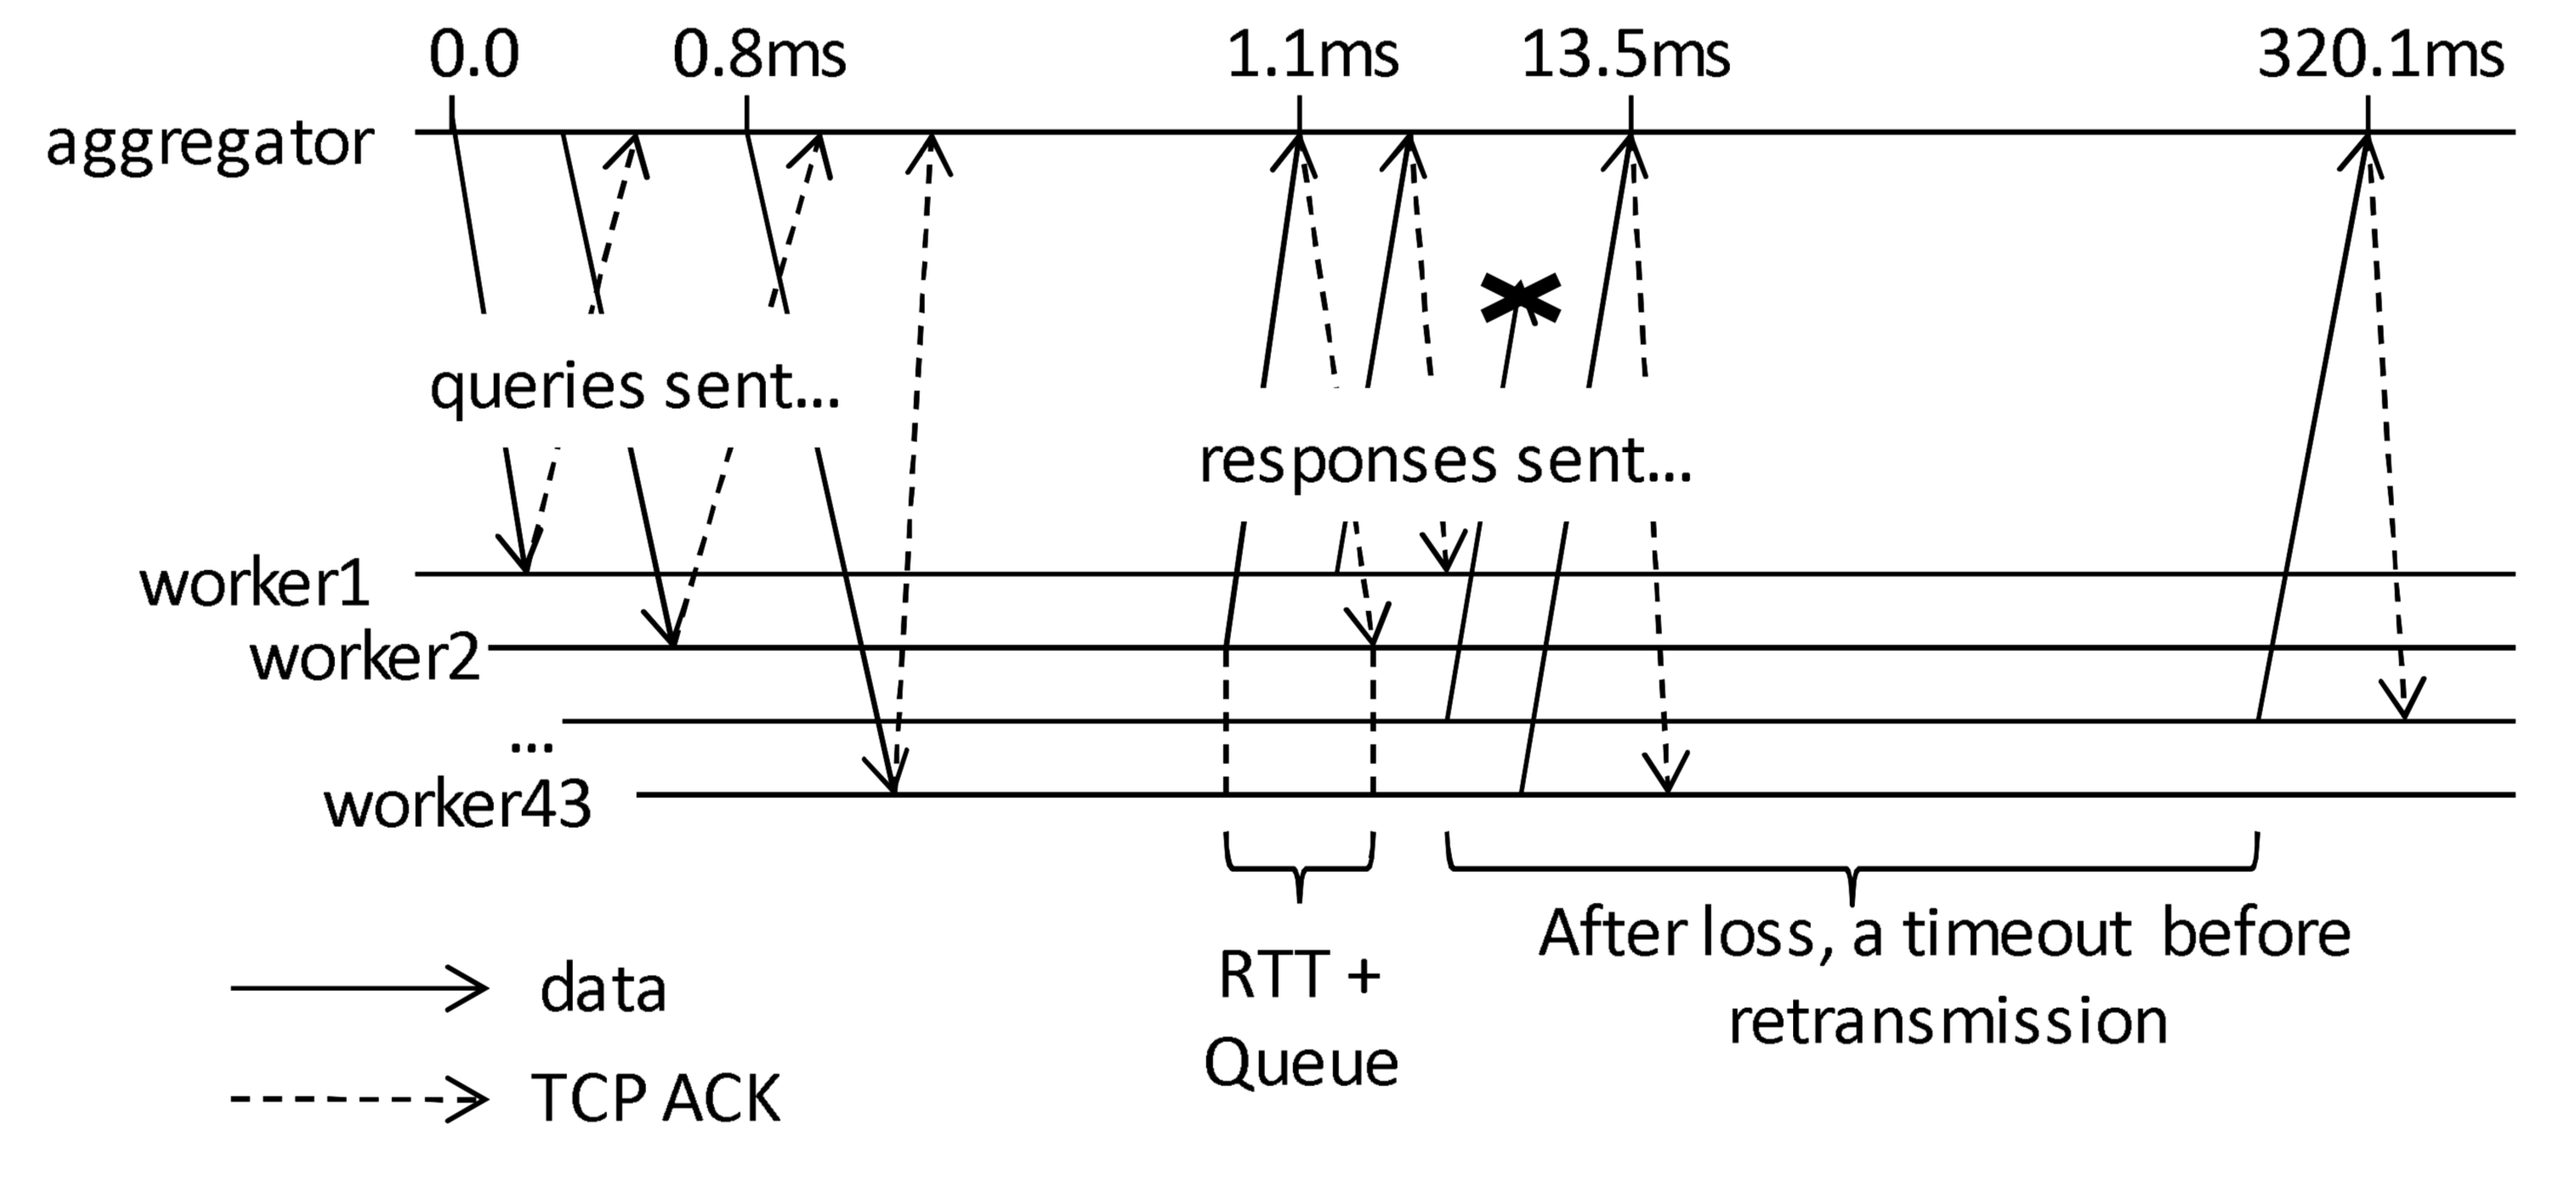 0.0
0.8ms
1.1ms
13.5ms
320.1ms
aggregator
queries sent...
responses sent...
worker1
worker2
...
worker43
RTT +
Queue
After loss, a timeout before
retransmission
data
TCP ACK